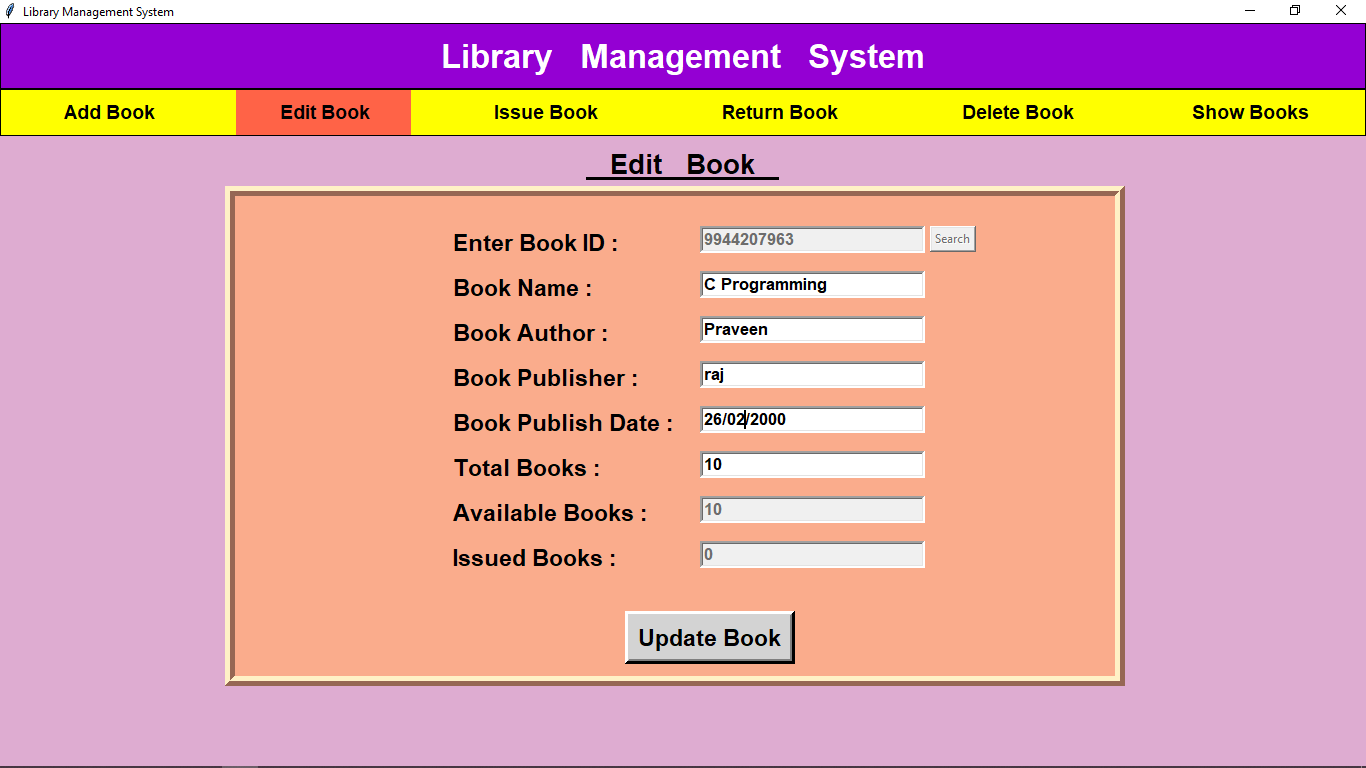 Library Management System
Library Management System
Add Book Edit Book Issue Book Return Book Delete Book Show Books
Edit Book
Enter Book ID : 9944207963 Search
Book Name : C Programming
Book Author : Praveen
Book Publisher : raj
Book Publish Date : 26/02/2000
Total Books : 10
Available Books : 10
Issued Books : 0
Update Book